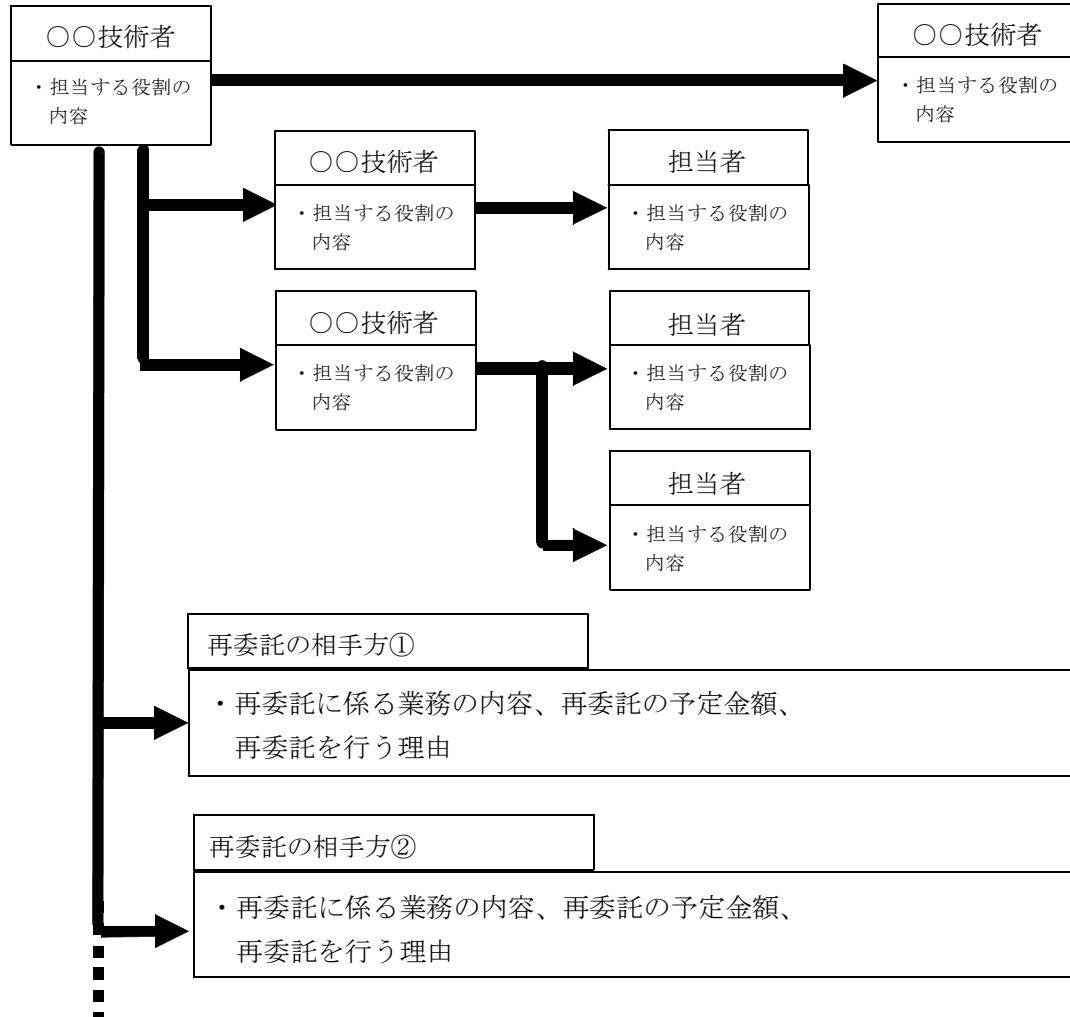 〇〇技術者
・担当する役割の
内容
〇〇技術者
・担当する役割の
内容
〇〇技術者
・担当する役割の
内容
担当者
・担当する役割の
内容
〇〇技術者
・担当する役割の
内容
担当者
・担当する役割の
内容
担当者
・担当する役割の
内容
再委託の相手方①
・再委託に係る業務の内容、再委託の予定金額、
再委託を行う理由
再委託の相手方②
・再委託に係る業務の内容、再委託の予定金額、
再委託を行う理由